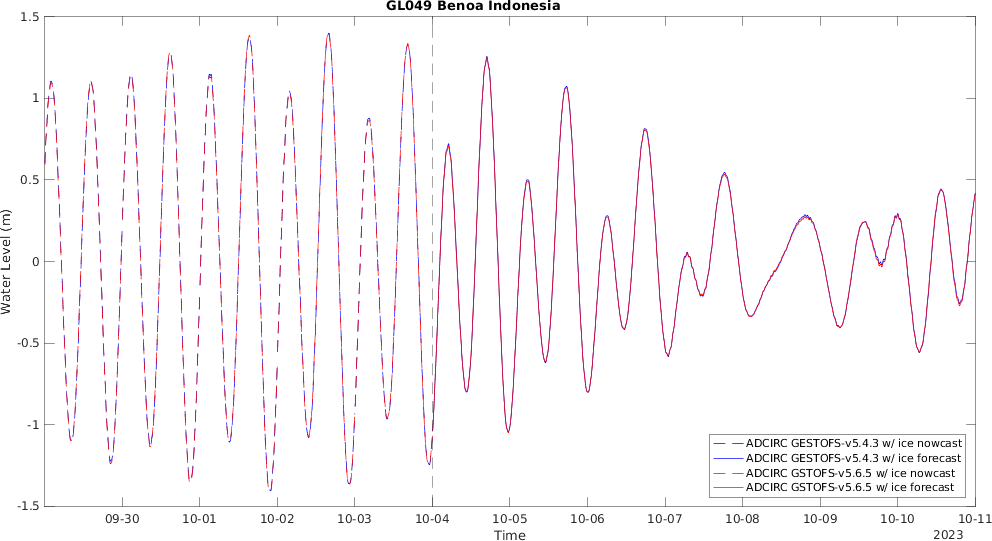 GL049 Benoa Indonesia
1.5
1
0.5
0
-0.5
-1
-1.5
Water Level (m)
ADCIRC GESTOFS-v5.4.3 w/ ice nowcast
ADCIRC GESTOFS-v5.4.3 w/ ice forecast
ADCIRC GSTOFS-v5.6.5 w/ ice nowcast
ADCIRC GSTOFS-v5.6.5 w/ ice forecast
09-30 10-01 10-02 10-03 10-04 10-05 10-06 10-07 10-08 10-09 10-10 10-11
Time
2023